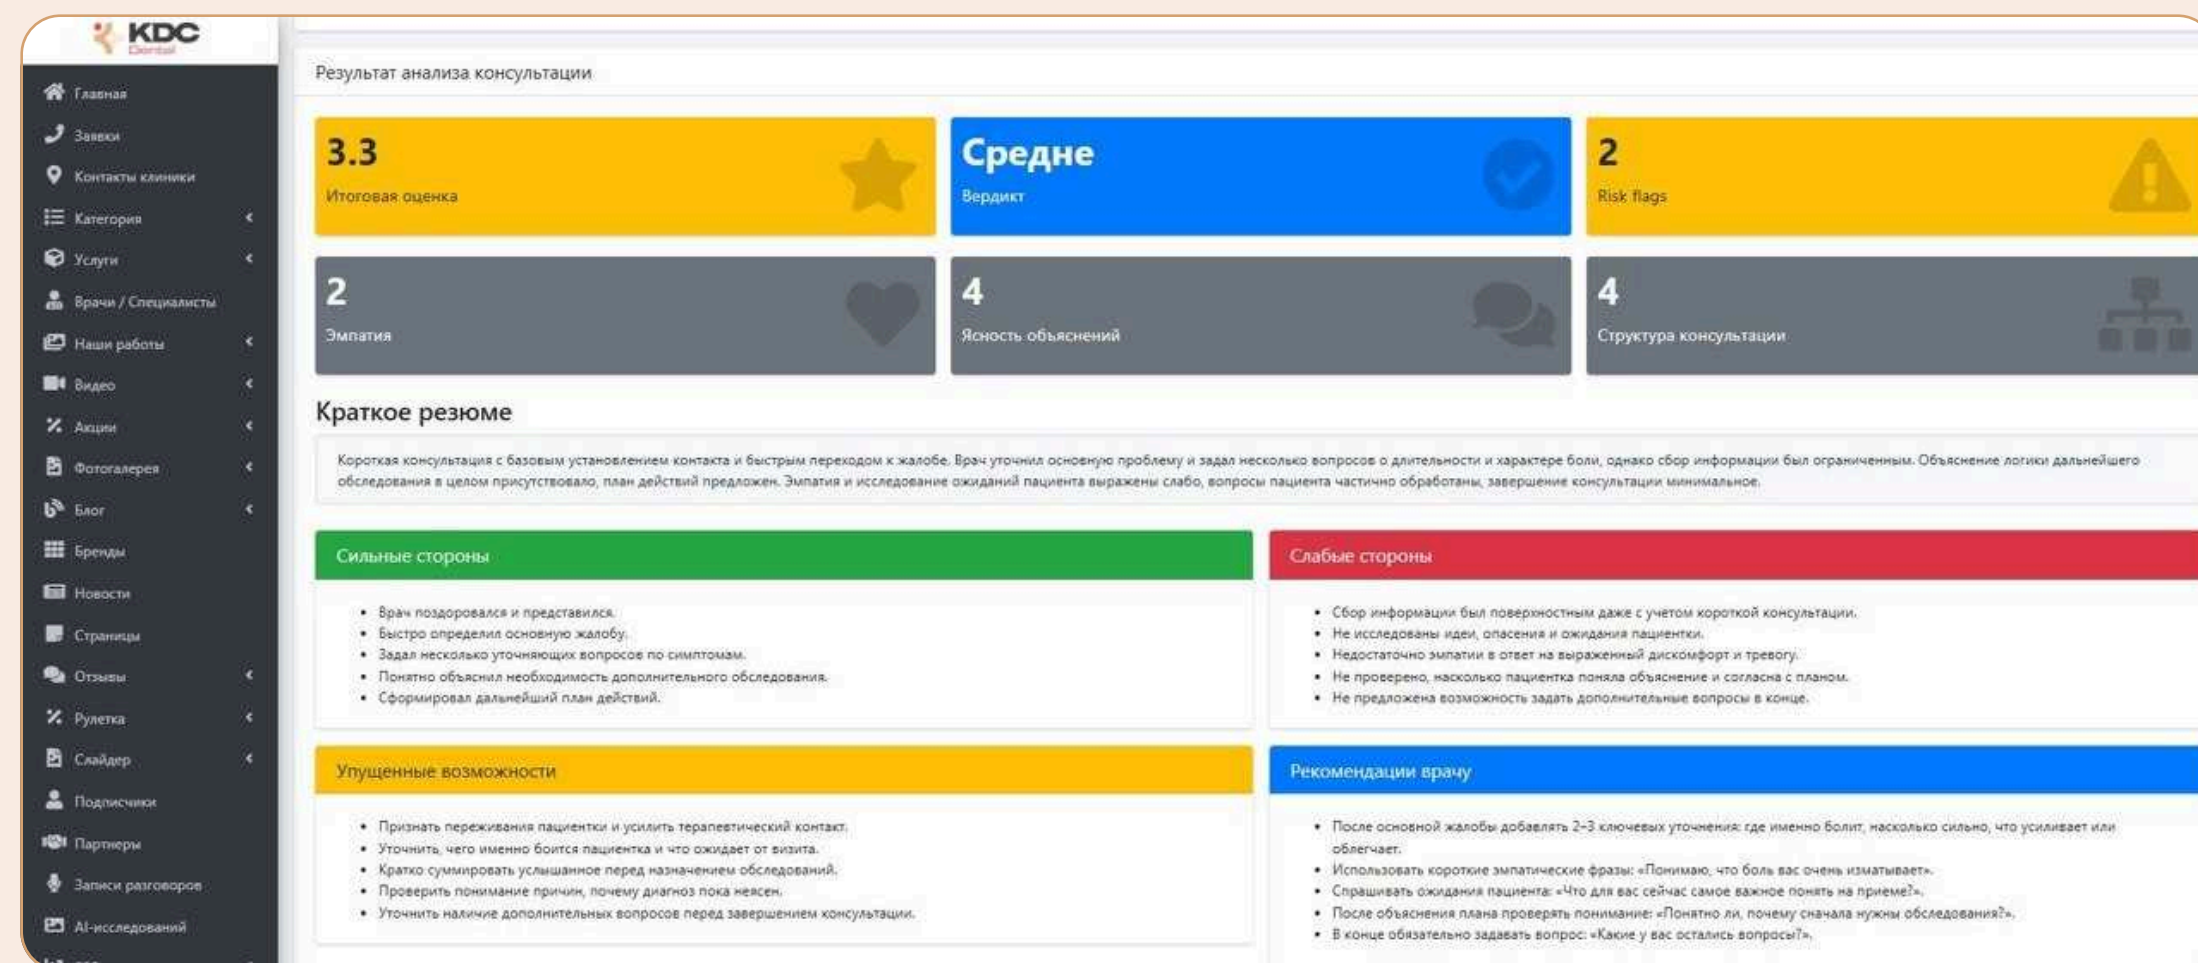 KDC
Dental
Главная
Заявки
Контакты клиники
Категория
Услуги
Врачи / Специалисты
Наши работы
Видео
Акции
Фотогалерея
Блог
Бренды
Новости
Страницы
Отзывы
Рулетка
Слайдер
Подписчики
Партнеры
Записи разговоров
AI-исследований
Результат анализа консультации
3.3
Итоговая оценка
Средне
Вердикт
2
Risk flags
2
Эмпатия
4
Ясность объяснений
4
Структура консультации
Краткое резюме
Короткая консультация с базовым установлением контакта и быстрым переходом к жалобе. Врач уточнил основную проблему и задал несколько вопросов о длительности и характере боли, однако сбор информации был ограниченным. Объяснение логики дальнейшего
обследования в целом присутствовало, план действий предложен. Эмпатия и исследование ожиданий пациента выражены слабо, вопросы пациента частично обработаны, завершение консультации минимальное.
Сильные стороны
• Врач поздоровался и представился.
• Быстро определил основную жалобу.
• Задал несколько уточняющих вопросов по симптомам.
• Понятно объяснил необходимость дополнительного обследования.
• Сформировал дальнейший план действий.
Слабые стороны
• Сбор информации был поверхностным даже с учетом короткой консультации.
• Не исследованы идеи, опасения и ожидания пациентки.
• Недостаточно эмпатии в ответ на выраженный дискомфорт и тревогу.
• Не проверено, насколько пациентка поняла объяснение и согласна с планом.
• Не предложена возможность задать дополнительные вопросы в конце.
Упущенные возможности
• Признать переживания пациентки и усилить терапевтический контакт.
• Уточнить, чего именно боится пациентка и что ожидает от визита.
• Кратко суммировать услышанное перед назначением обследований.
• Проверить понимание причин, почему диагноз пока неясен.
• Уточнить наличие дополнительных вопросов перед завершением консультации.
Рекомендации врачу
• После основной жалобы добавлять 2–3 ключевых уточнения: где именно болит, насколько сильно, что усиливает или
облегчает.
• Использовать короткие эмпатические фразы: «Понимаю, что боль вас очень изматывает».
• Спрашивать ожидания пациента: «Что для вас сейчас самое важное понять на приеме?».
• После объяснения плана проверять понимание: «Понятно ли, почему сначала нужны обследования?».
• В конце обязательно задавать вопрос: «Какие у вас остались вопросы?».